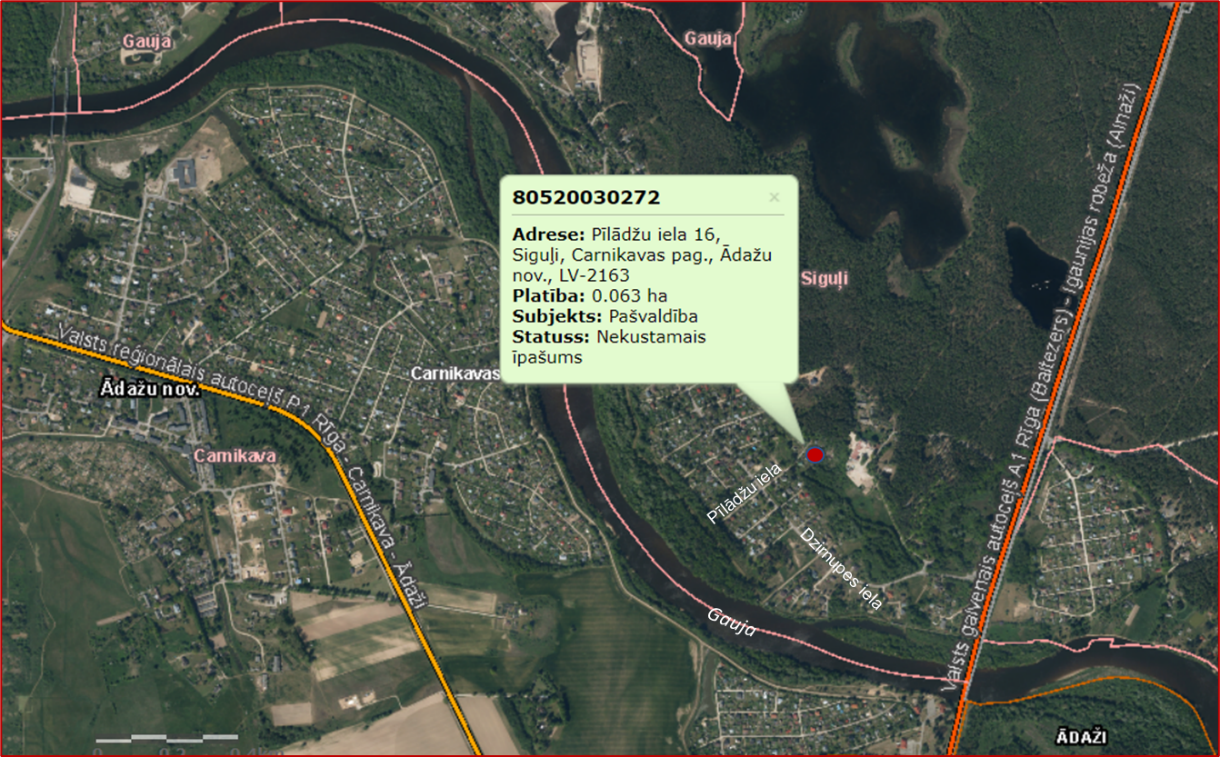 Gauja
Gauja
80520030272
Adrese: Pīlādžu iela 16,
Siguļi, Carnikavas pag., Ādažu
nov., LV-2163
Platība: 0.063 ha
Subjekts: Pašvaldība
Statuss: Nekustamais
īpašums
Siguļi
Valsts galvenais autoceļš A1 Rīga (Baltezers) - Igaunijas robeža (Ainaži)
Valsts reģionālais autoceļš P1 Rīga - Carnikava - Ādaži
Ādažu nov.
Carnikavas
Carnikava
Pīlādžu iela
Dzirnupes iela
Gauja
ĀDAŽI
0